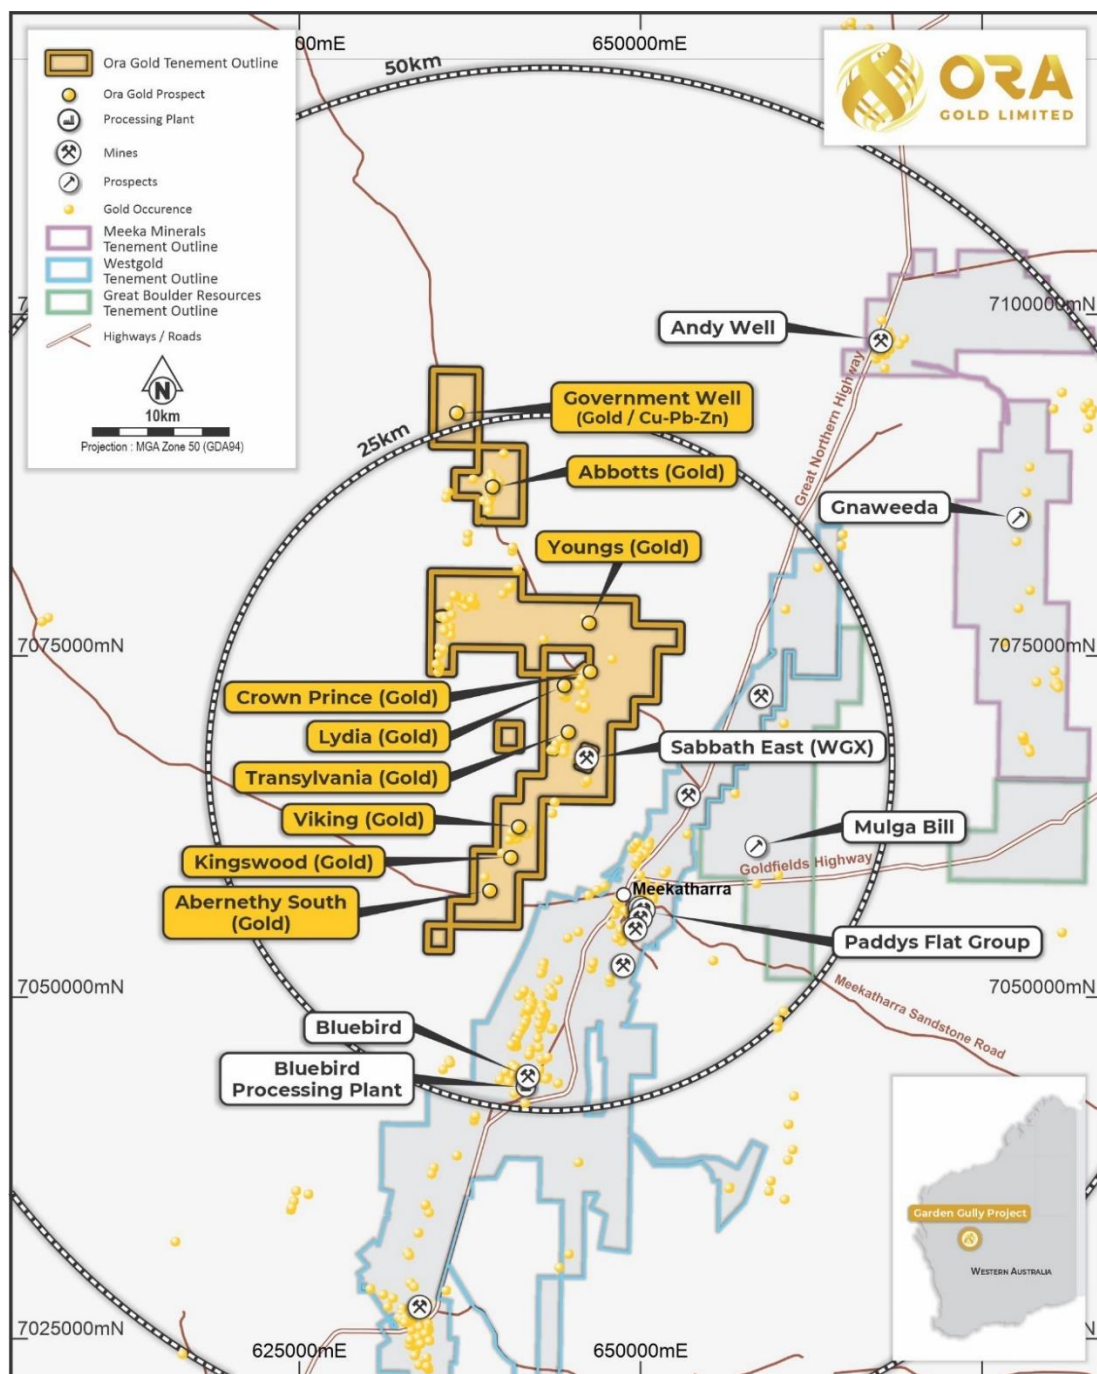 00mE
650000mE
50km
ORA
GOLD LIMITED
Ora Gold Tenement Outline
Ora Gold Prospect
Processing Plant
Mines
Prospects
Gold Occurence
Meeka Minerals
Tenement Outline
Westgold
Tenement Outline
Great Boulder Resources
Tenement Outline
Highways / Roads
N
10km
Projection : MGA Zone 50 (GDA94)
7100000mN
Andy Well
Great Northern Highway
Government Well
(Gold / Cu-Pb-Zn)
25km
Abbotts (Gold)
Gnaweeda
Youngs (Gold)
7075000mN
7075000mN
Crown Prince (Gold)
Lydia (Gold)
Sabbath East (WGX)
Transylvania (Gold)
Viking (Gold)
Mulga Bill
Kingswood (Gold)
Goldfields Highway
Meekatharra
Abernethy South
(Gold)
Paddys Flat Group
7050000mN
7050000mN
Meekatharra Sandstone Road
Bluebird
Bluebird
Processing Plant
Garden Gully Project
WESTERN AUSTRALIA
7025000mN
625000mE
650000mE